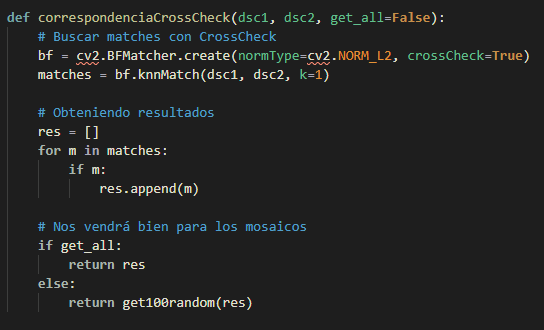 def correspondenciaCrossCheck(dsc1, dsc2, get_all=False):
    # Buscar matches con CrossCheck
    bf = cv2.BFMatcher.create(normType=cv2.NORM_L2, crossCheck=True)
    matches = bf.knnMatch(dsc1, dsc2, k=1)

    # Obteniendo resultados
    res = []
    for m in matches:
        if m:
            res.append(m)

    # Nos vendrá bien para los mosaicos
    if get_all:
        return res
    else:
        return get100random(res)